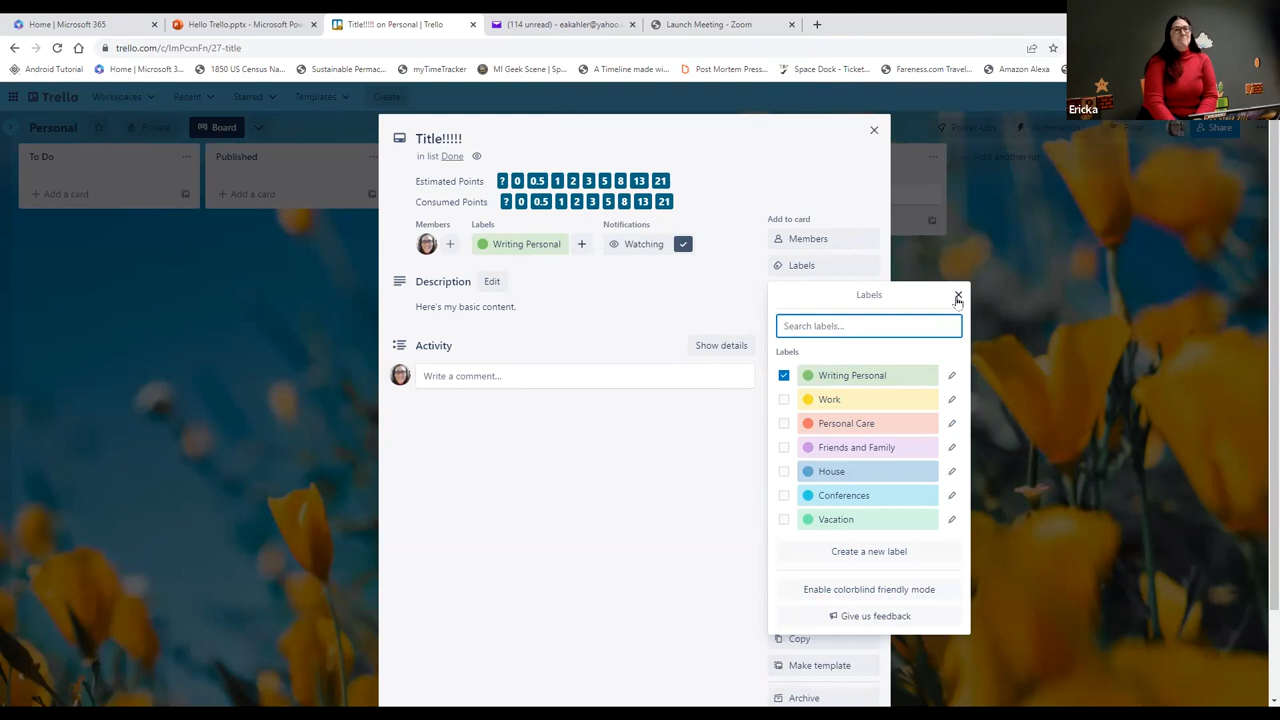 Home | Microsoft 365
Hello Trello.pptx - Microsoft Pow
Title!!!!! on Personal | Trello
(114 unread) - eakahler@yahoo.c
Launch Meeting - Zoom
trello.com/c/ImPcxnFn/27-title
Android Tutorial
Home | Microsoft 3...
1850 US Census Na...
Sustainable Permac...
myTimeTracker
MI Geek Scene | Sp...
A Timeline made wi...
Post Mortem Press...
Space Dock - Ticket...
Fareness.com Travel...
Amazon Alexa
Ericka
Trello
Workspaces
Recent
Starred
Templates
Create
Personal
Private
Board
Power-Ups
Filter
Share
To Do
Published
Add another list
+ Add a card
+ Add a card
Title!!!!!
in list Done
Estimated Points ? 0 0.5 1 2 3 5 8 13 21
Consumed Points ? 0 0.5 1 2 3 5 8 13 21
Members
Labels
Notifications
Writing Personal
Watching
Description
Edit
Here's my basic content.
Activity
Show details
Write a comment...
Add to card
Members
Labels
Labels
Search labels...
Labels
Writing Personal
Work
Personal Care
Friends and Family
House
Conferences
Vacation
Create a new label
Enable colorblind friendly mode
Give us feedback
Copy
Make template
Archive